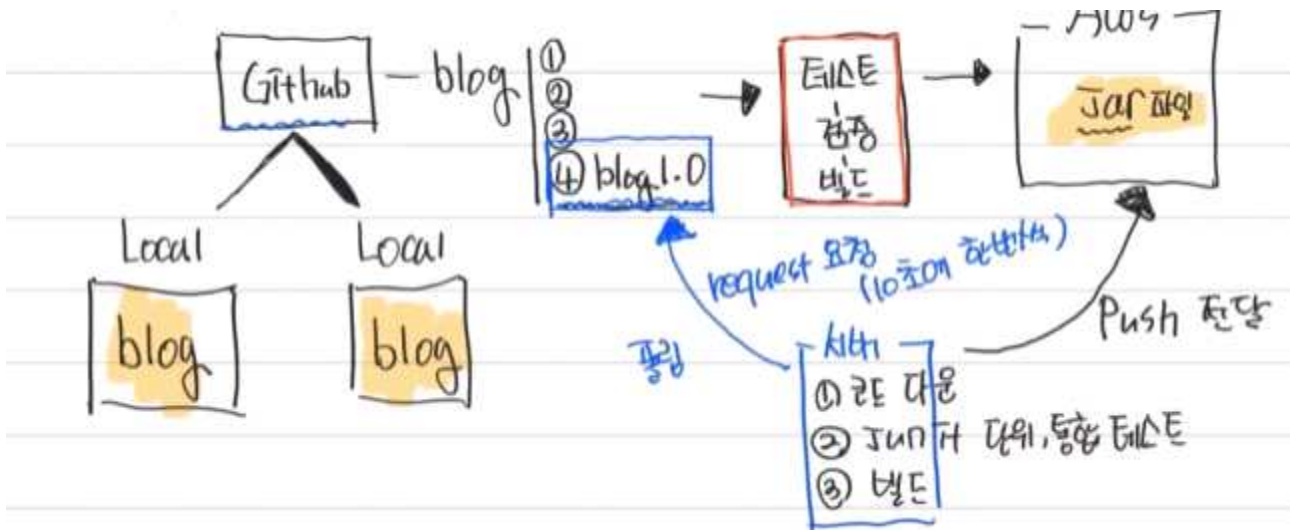 Github
blog
①
②
③
④ blog 1.0
테스트
검증
빌드
Jar 파일
Local
Local
blog
blog
request 요청
(10초에 한번씩)
폴링
Push 전달
서버
① 코드 다운
② Junit 단위, 통합 테스트
③ 빌드